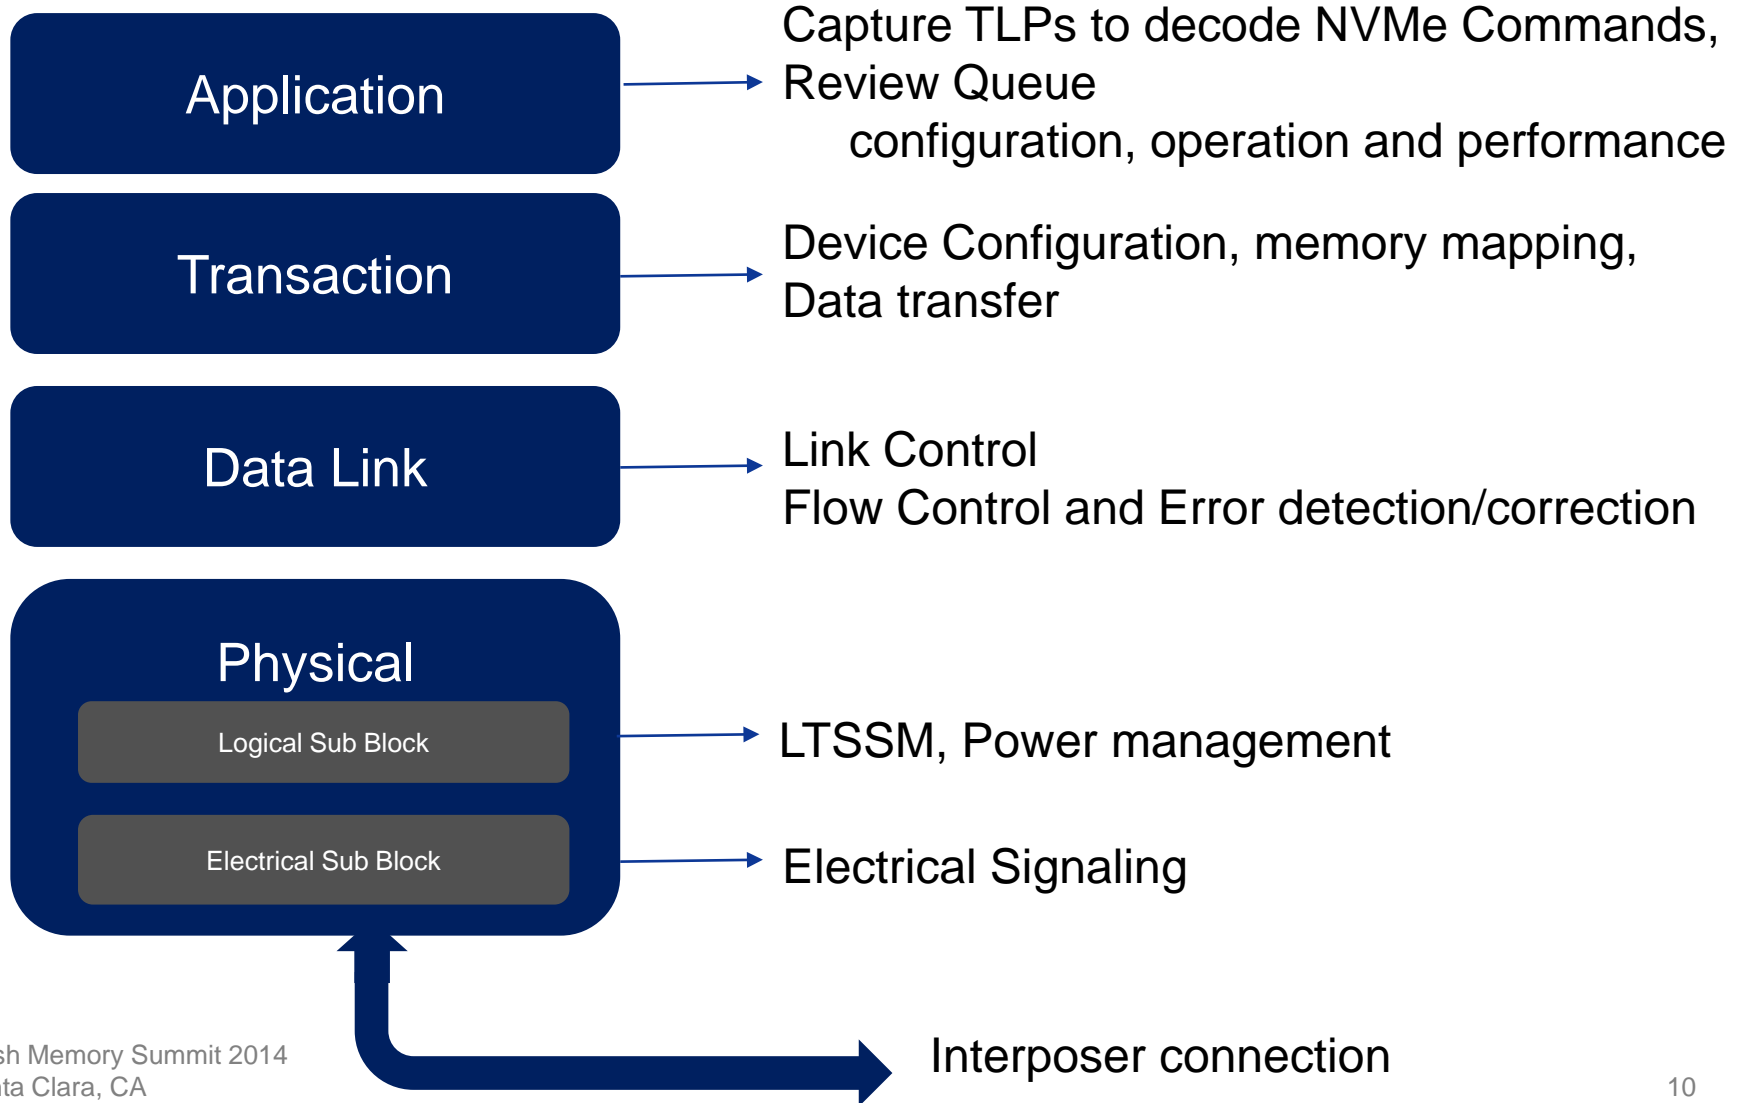 Application
Capture TLPs to decode NVMe Commands,
Review Queue
configuration, operation and performance
Transaction
Device Configuration, memory mapping,
Data transfer
Data Link
Link Control
Flow Control and Error detection/correction
Physical
Logical Sub Block
LTSSM, Power management
Electrical Sub Block
Electrical Signaling
Interposer connection
sh Memory Summit 2014
ta Clara, CA
10